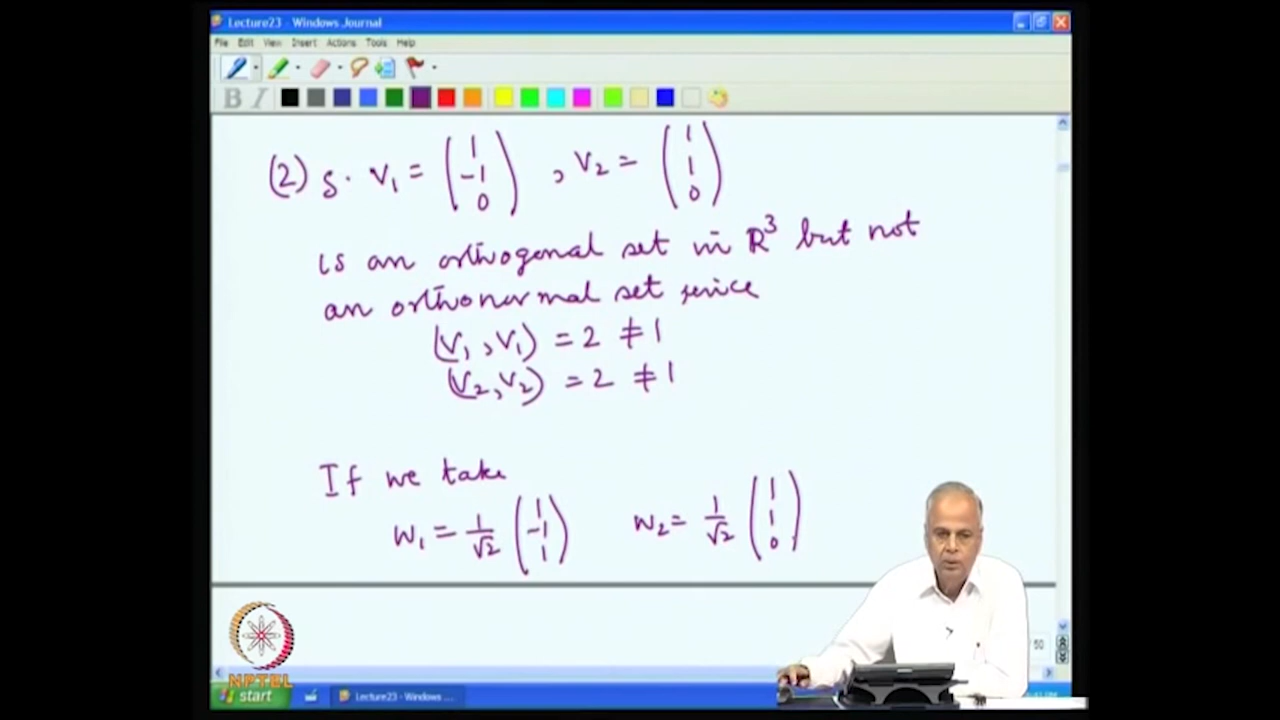 Lecture23 - Windows Journal
File Edit View Insert Actions Tools Help
B I
(2) S. V₁ = (1 -1 0), V₂ = (1 1 0)
is an orthogonal set in R³ but not
an orthonormal set since
(V₁, V₁) = 2 ≠ 1
(V₂, V₂) = 2 ≠ 1
If we take
W₁ = 1/√2 (1 -1 1) W₂ = 1/√2 (1 1 0)
50
NPTEL
start Lecture23 - Windows ...